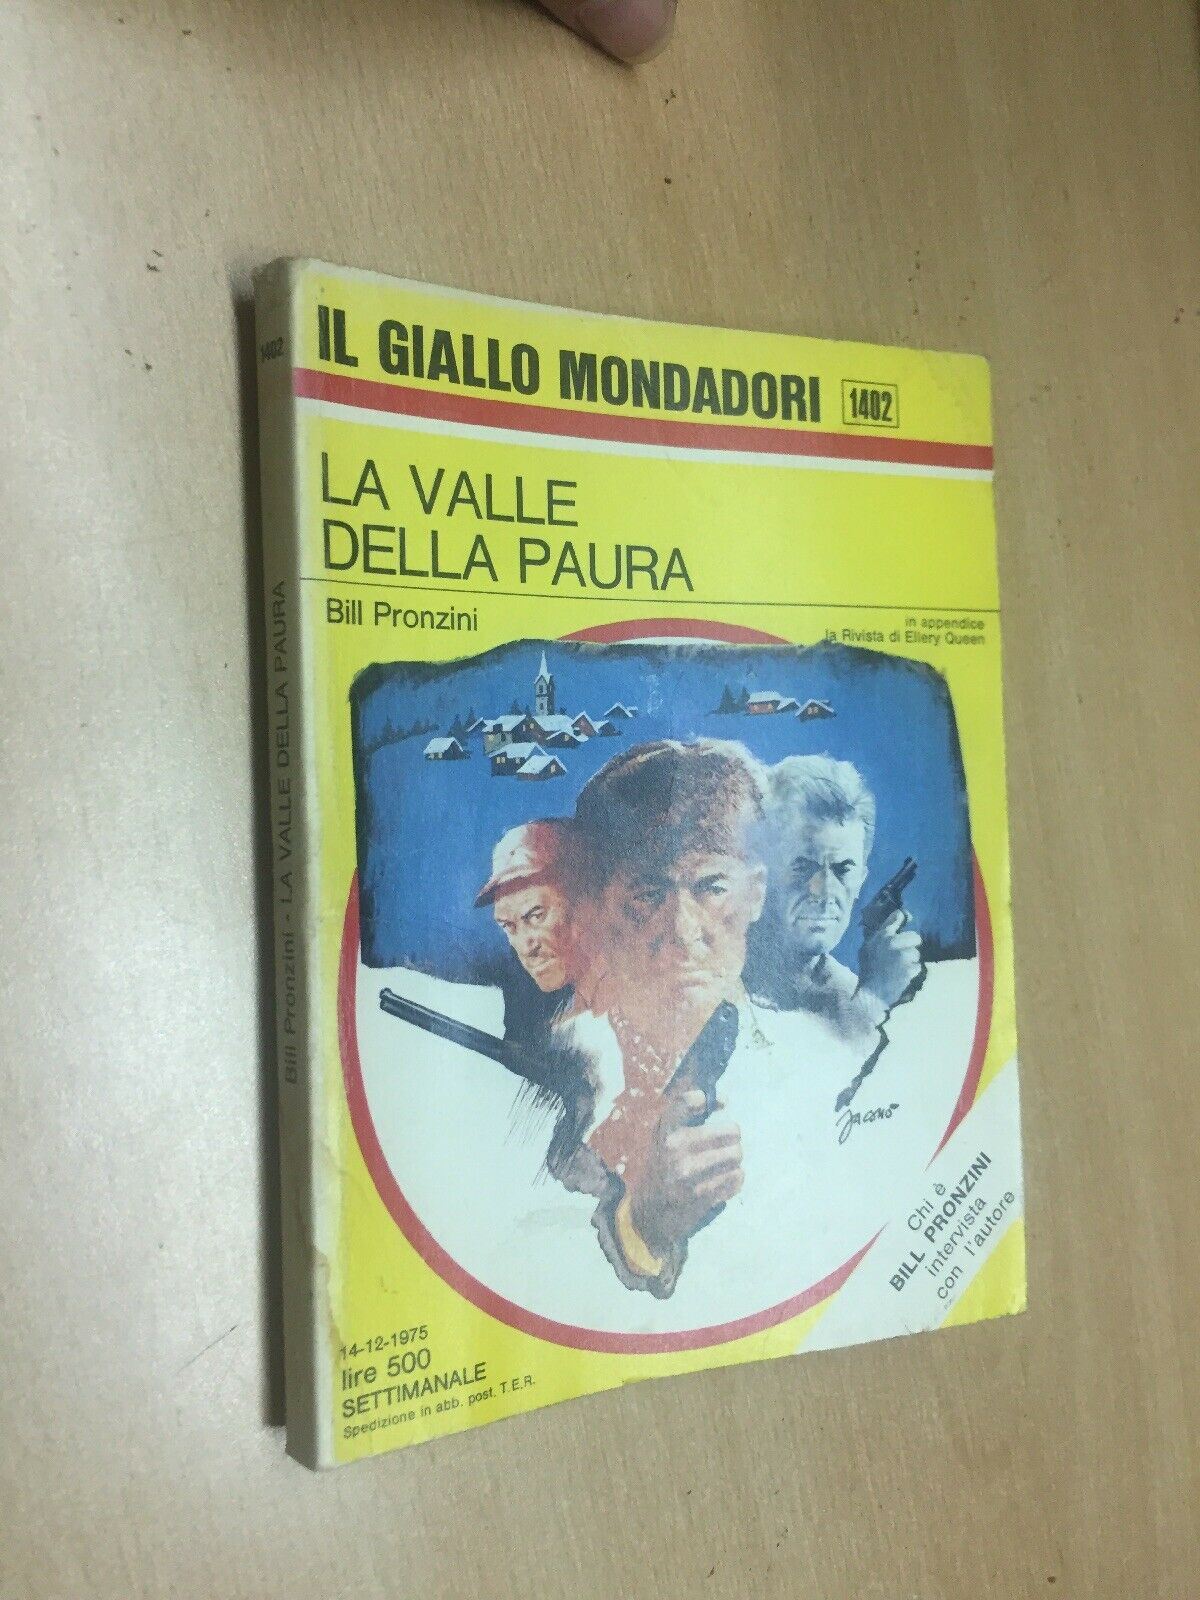 IL GIALLO MONDADORI 1402
LA VALLE
DELLA PAURA
Bill Pronzini
in appendice
la Rivista di Ellery Queen
Jacono
Chi è
BILL PRONZINI
intervista
con l'autore
14-12-1975
lire 500
SETTIMANALE
Spedizione in abb. post. T.E.R.
1402
Bill Pronzini - LA VALLE DELLA PAURA